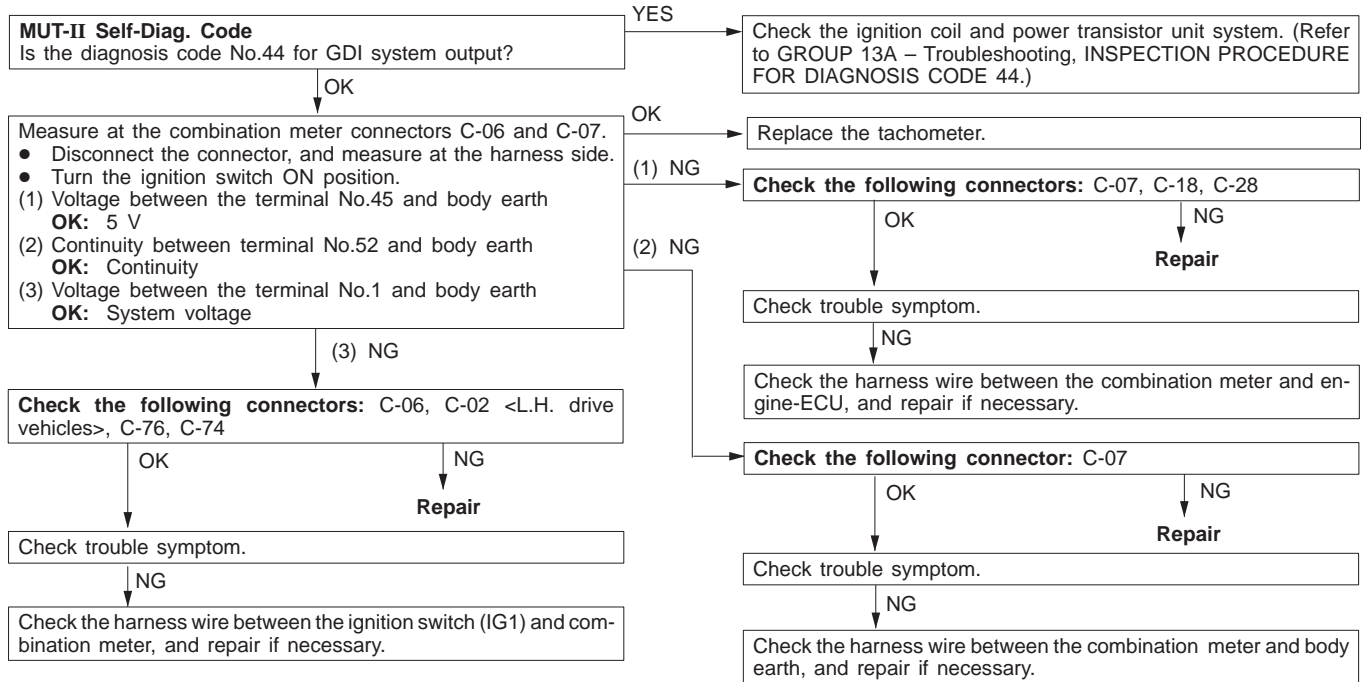 MUT-II Self-Diag. Code
Is the diagnosis code No.44 for GDI system output?
YES
Check the ignition coil and power transistor unit system. (Refer
to GROUP 13A – Troubleshooting, INSPECTION PROCEDURE
FOR DIAGNOSIS CODE 44.)
OK
Measure at the combination meter connectors C-06 and C-07.
● Disconnect the connector, and measure at the harness side.
● Turn the ignition switch ON position.
(1) Voltage between the terminal No.45 and body earth
OK: 5 V
(2) Continuity between terminal No.52 and body earth
OK: Continuity
(3) Voltage between the terminal No.1 and body earth
OK: System voltage
OK
Replace the tachometer.
(1) NG
Check the following connectors: C-07, C-18, C-28
OK
NG
Repair
Check trouble symptom.
NG
Check the harness wire between the combination meter and en-
gine-ECU, and repair if necessary.
(2) NG
Check the following connector: C-07
OK
NG
Repair
Check trouble symptom.
NG
Check the harness wire between the combination meter and body
earth, and repair if necessary.
(3) NG
Check the following connectors: C-06, C-02 <L.H. drive
vehicles>, C-76, C-74
OK
NG
Repair
Check trouble symptom.
NG
Check the harness wire between the ignition switch (IG1) and com-
bination meter, and repair if necessary.